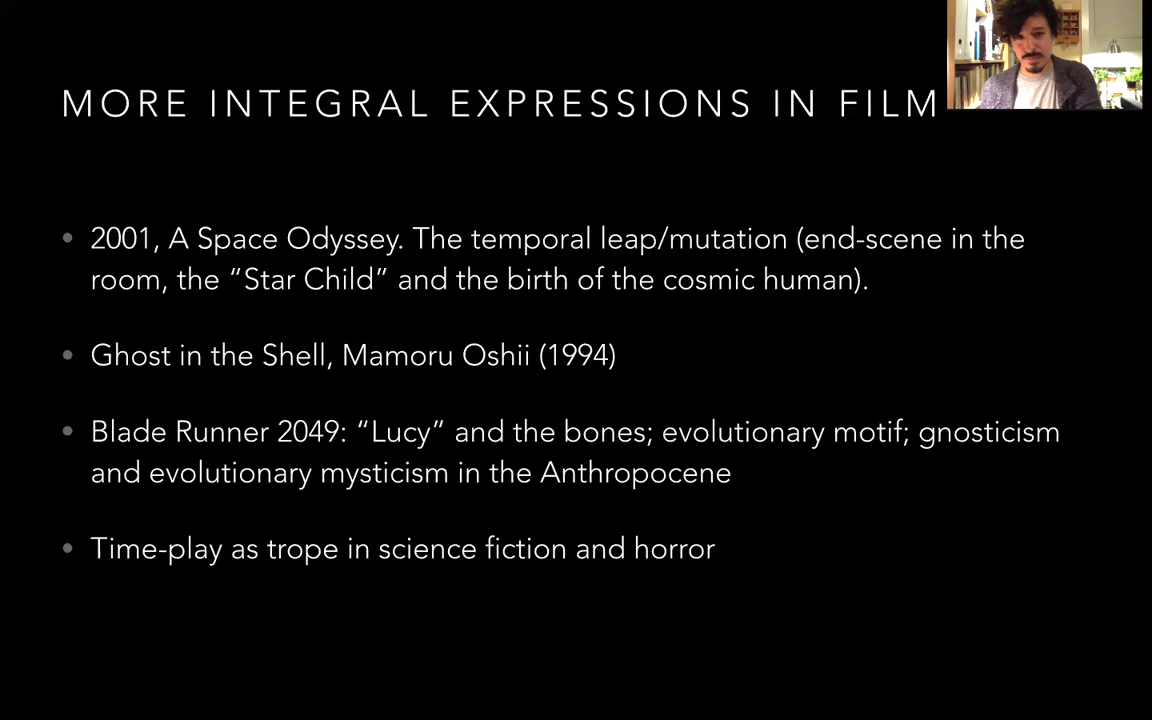 MORE INTEGRAL EXPRESSIONS IN FILM
• 2001, A Space Odyssey. The temporal leap/mutation (end-scene in the
room, the “Star Child” and the birth of the cosmic human).
• Ghost in the Shell, Mamoru Oshii (1994)
• Blade Runner 2049: “Lucy” and the bones; evolutionary motif; gnosticism
and evolutionary mysticism in the Anthropocene
• Time-play as trope in science fiction and horror